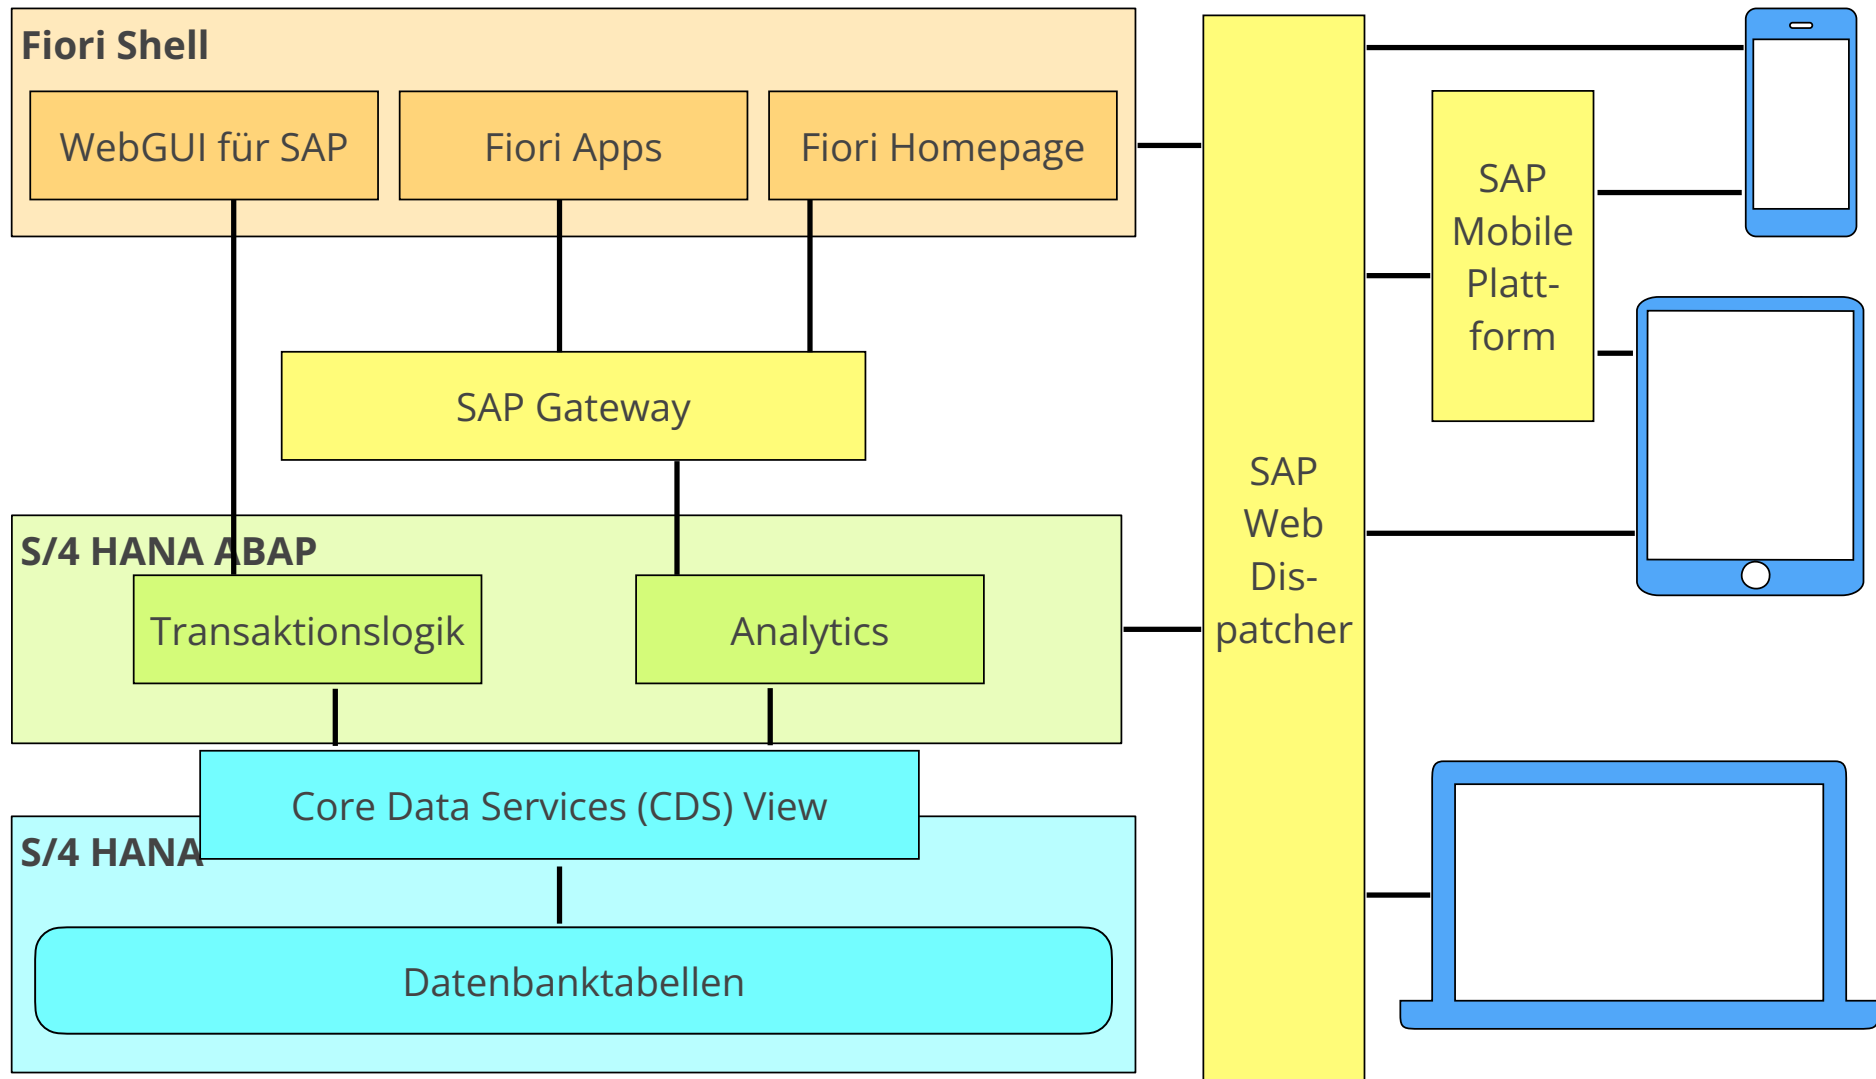 Fiori Shell
WebGUI für SAP
Fiori Apps
Fiori Homepage
SAP Gateway
S/4 HANA ABAP
Transaktionslogik
Analytics
Core Data Services (CDS) View
S/4 HANA
Datenbanktabellen
SAP
Web
Dis-
patcher
SAP
Mobile
Platt-
form